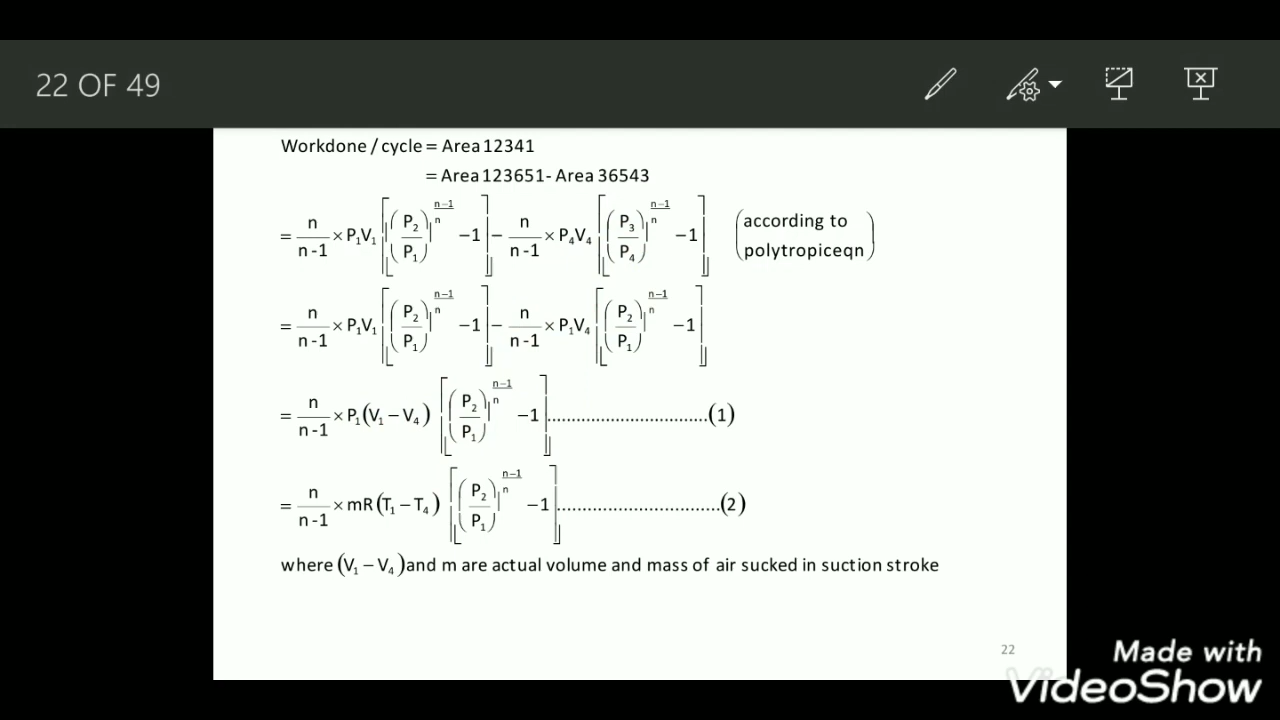 22 OF 49
Workdone / cycle = Area 12341
= Area 123651- Area 36543
= n/(n-1) × P₁V₁ [(P₂/P₁)^((n−1)/n) −1] − n/(n-1) × P₄V₄ [(P₃/P₄)^((n−1)/n) −1] (according to polytropiceqn)
= n/(n-1) × P₁V₁ [(P₂/P₁)^((n−1)/n) −1] − n/(n-1) × P₁V₄ [(P₂/P₁)^((n−1)/n) −1]
= n/(n-1) × P₁(V₁ − V₄) [(P₂/P₁)^((n−1)/n) −1]................................(1)
= n/(n-1) × mR(T₁ − T₄) [(P₂/P₁)^((n−1)/n) −1]................................(2)
where (V₁ − V₄)and m are actual volume and mass of air sucked in suction stroke
22
Made with
VideoShow